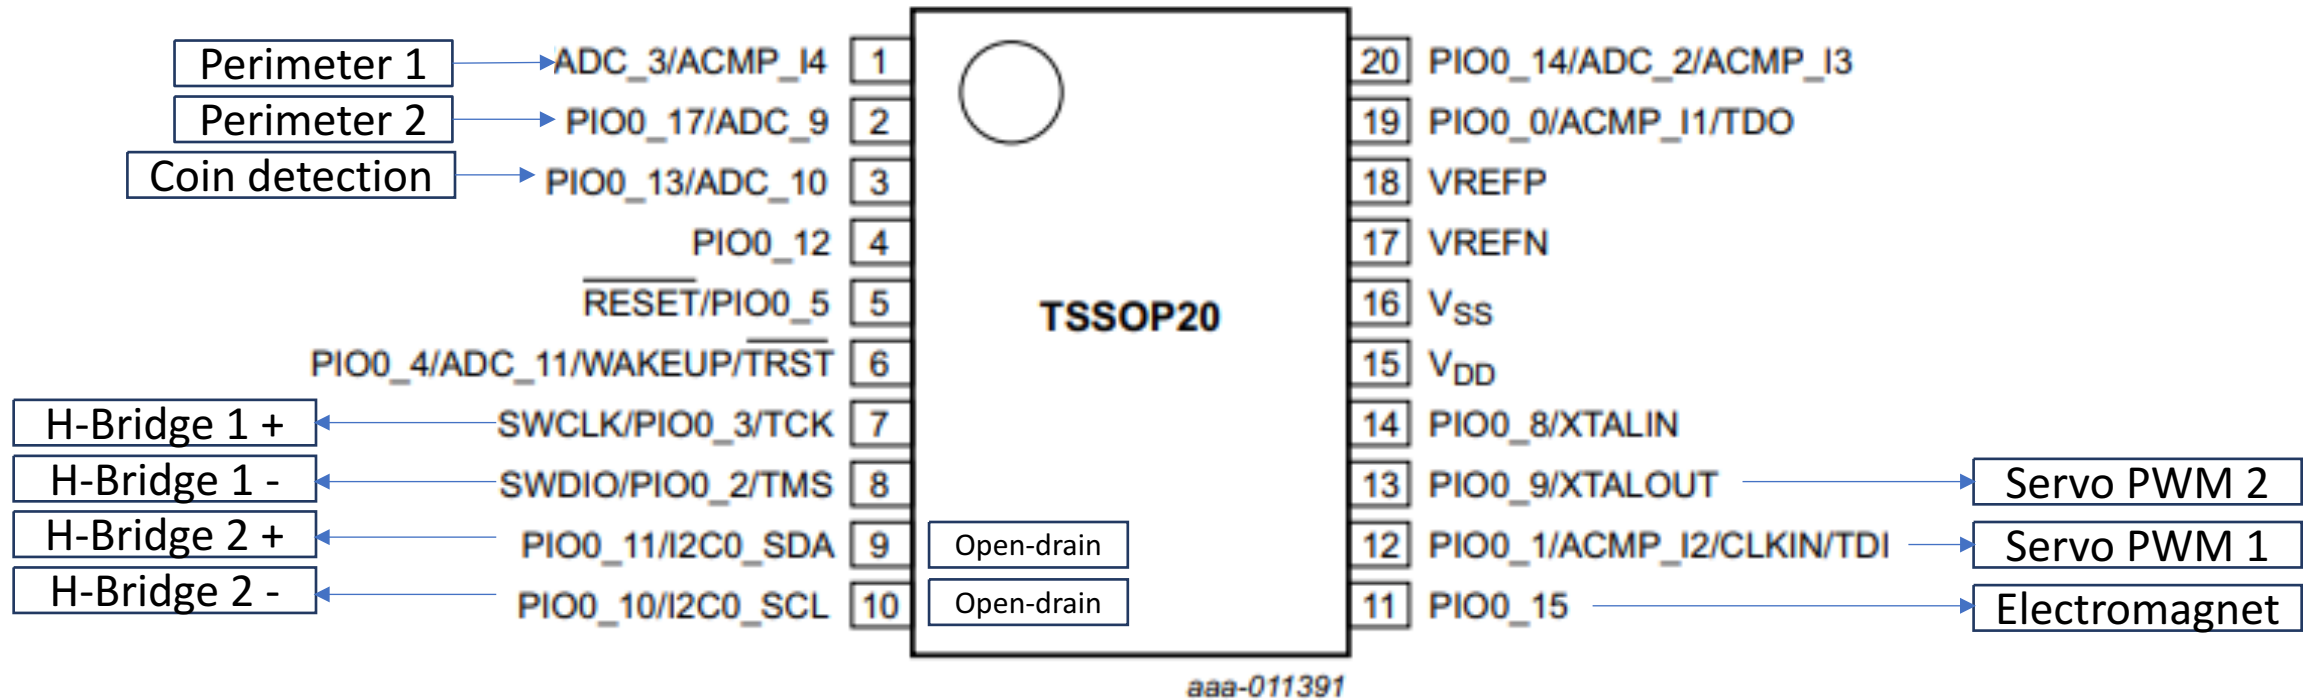 Perimeter 1
ADC_3/ACMP_I4 1
Perimeter 2
PIO0_17/ADC_9 2
Coin detection
PIO0_13/ADC_10 3
PIO0_12 4
RESET/PIO0_5 5
PIO0_4/ADC_11/WAKEUP/TRST 6
H-Bridge 1 +
SWCLK/PIO0_3/TCK 7
H-Bridge 1 -
SWDIO/PIO0_2/TMS 8
H-Bridge 2 +
PIO0_11/I2C0_SDA 9
Open-drain
H-Bridge 2 -
PIO0_10/I2C0_SCL 10
Open-drain
TSSOP20
20 PIO0_14/ADC_2/ACMP_I3
19 PIO0_0/ACMP_I1/TDO
18 VREFP
17 VREFN
16 VSS
15 VDD
14 PIO0_8/XTALIN
13 PIO0_9/XTALOUT
Servo PWM 2
12 PIO0_1/ACMP_I2/CLKIN/TDI
Servo PWM 1
11 PIO0_15
Electromagnet
aaa-011391